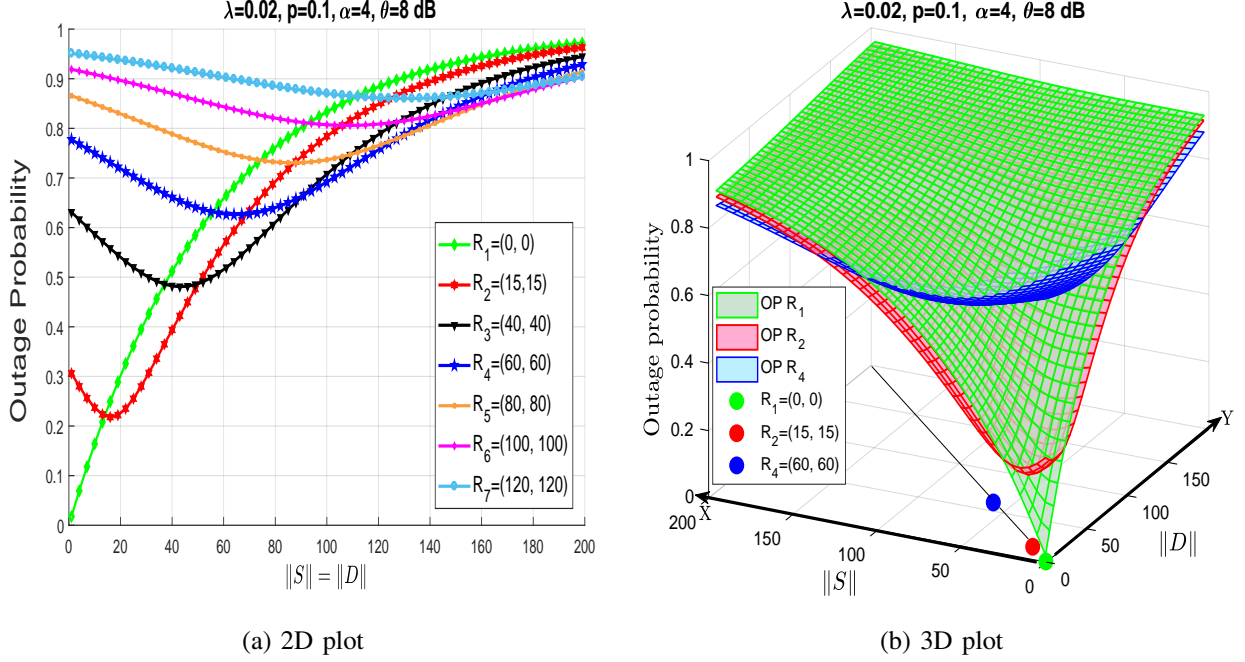 λ=0.02, p=0.1, α=4, θ=8 dB
Outage Probability
1
0.9
0.8
0.7
0.6
0.5
0.4
0.3
0.2
0.1
0
0 20 40 60 80 100 120 140 160 180 200
‖S‖ = ‖D‖
R₁=(0, 0)
R₂=(15,15)
R₃=(40, 40)
R₄=(60, 60)
R₅=(80, 80)
R₆=(100, 100)
R₇=(120, 120)
(a) 2D plot
λ=0.02, p=0.1, α=4, θ=8 dB
Outage probability
1
0.8
0.6
0.4
0.2
0
OP R₁
OP R₂
OP R₄
R₁=(0, 0)
R₂=(15, 15)
R₄=(60, 60)
X
200 150 100 50 0
‖S‖
0 50 100 150
Y
‖D‖
(b) 3D plot